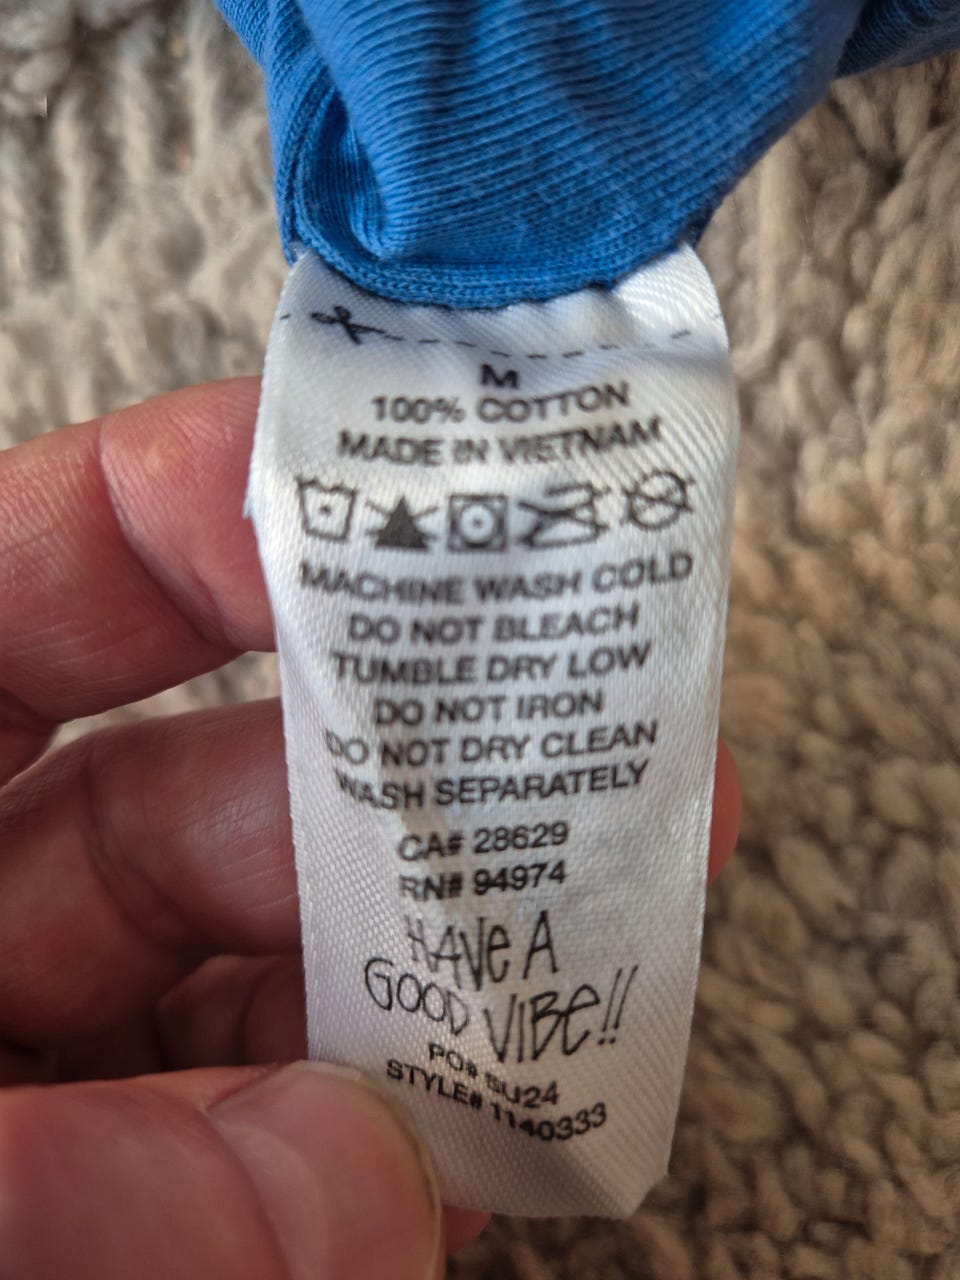 M
100% COTTON
MADE IN VIETNAM
MACHINE WASH COLD
DO NOT BLEACH
TUMBLE DRY LOW
DO NOT IRON
DO NOT DRY CLEAN
WASH SEPARATELY
CA# 28629
RN# 94974
HAVE A
GOOD VIBE!!
PO# SU24
STYLE# 1140333